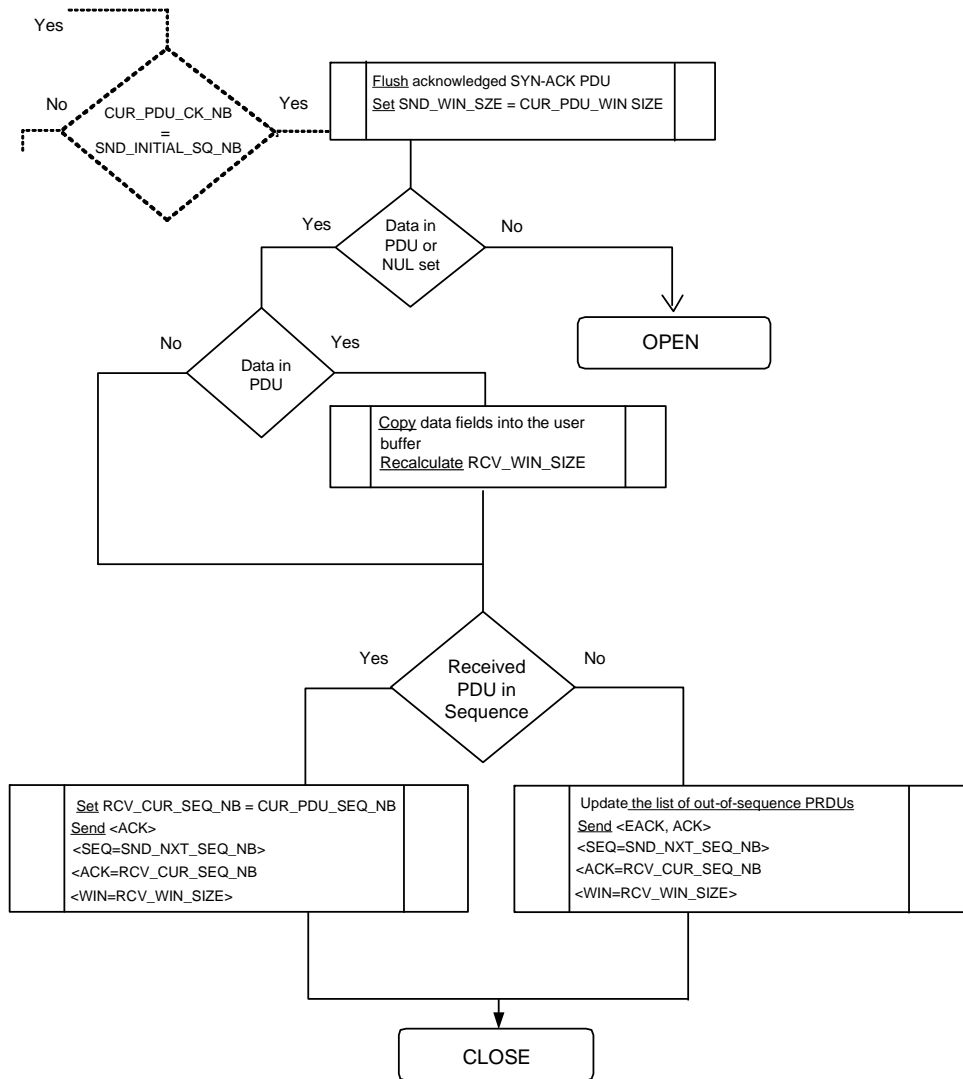 Yes
No
CUR_PDU_CK_NB
=
SND_INITIAL_SQ_NB
Yes
Flush acknowledged SYN-ACK PDU
Set SND_WIN_SZE = CUR_PDU_WIN SIZE
Yes
Data in
PDU or
NUL set
No
OPEN
No
Data in
PDU
Yes
Copy data fields into the user
buffer
Recalculate RCV_WIN_SIZE
Yes
Received
PDU in
Sequence
No
Set RCV_CUR_SEQ_NB = CUR_PDU_SEQ_NB
Send <ACK>
<SEQ=SND_NXT_SEQ_NB>
<ACK=RCV_CUR_SEQ_NB
<WIN=RCV_WIN_SIZE>
Update the list of out-of-sequence PRDUs
Send <EACK, ACK>
<SEQ=SND_NXT_SEQ_NB>
<ACK=RCV_CUR_SEQ_NB
<WIN=RCV_WIN_SIZE>
CLOSE